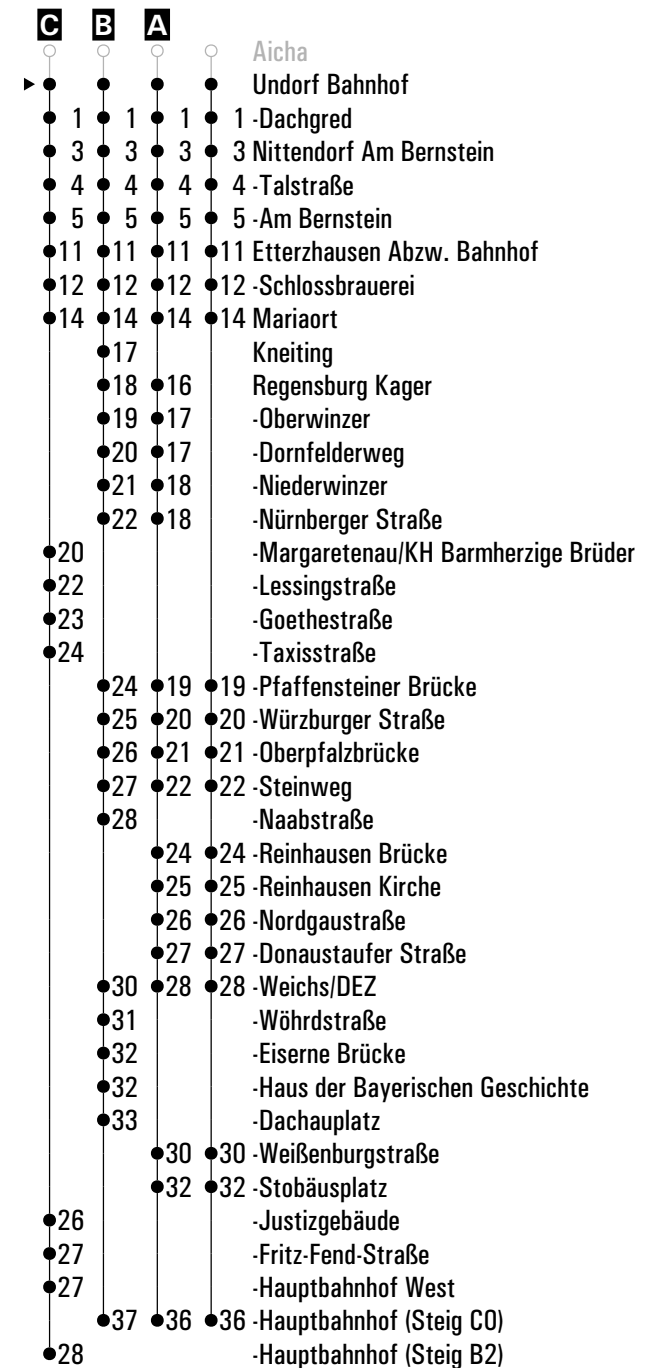 C B A
Aicha
Undorf Bahnhof
1 1 1 1 -Dachgred
3 3 3 3 Nittendorf Am Bernstein
4 4 4 4 -Talstraße
5 5 5 5 -Am Bernstein
11 11 11 11 Etterzhausen Abzw. Bahnhof
12 12 12 12 -Schlossbrauerei
14 14 14 14 Mariaort
17 Kneiting
18 16 Regensburg Kager
19 17 -Oberwinzer
20 17 -Dornfelderweg
21 18 -Niederwinzer
22 18 -Nürnberger Straße
20 -Margaretenau/KH Barmherzige Brüder
22 -Lessingstraße
23 -Goethestraße
24 -Taxisstraße
24 19 19 -Pfaffensteiner Brücke
25 20 20 -Würzburger Straße
26 21 21 -Oberpfalzbrücke
27 22 22 -Steinweg
28 -Naabstraße
24 24 -Reinhausen Brücke
25 25 -Reinhausen Kirche
26 26 -Nordgaustraße
27 27 -Donaustaufer Straße
30 28 28 -Weichs/DEZ
31 -Wöhrdstraße
32 -Eiserne Brücke
32 -Haus der Bayerischen Geschichte
33 -Dachauplatz
30 30 -Weißenburgstraße
32 32 -Stobäusplatz
26 -Justizgebäude
27 -Fritz-Fend-Straße
27 -Hauptbahnhof West
37 36 36 -Hauptbahnhof (Steig C0)
28 -Hauptbahnhof (Steig B2)